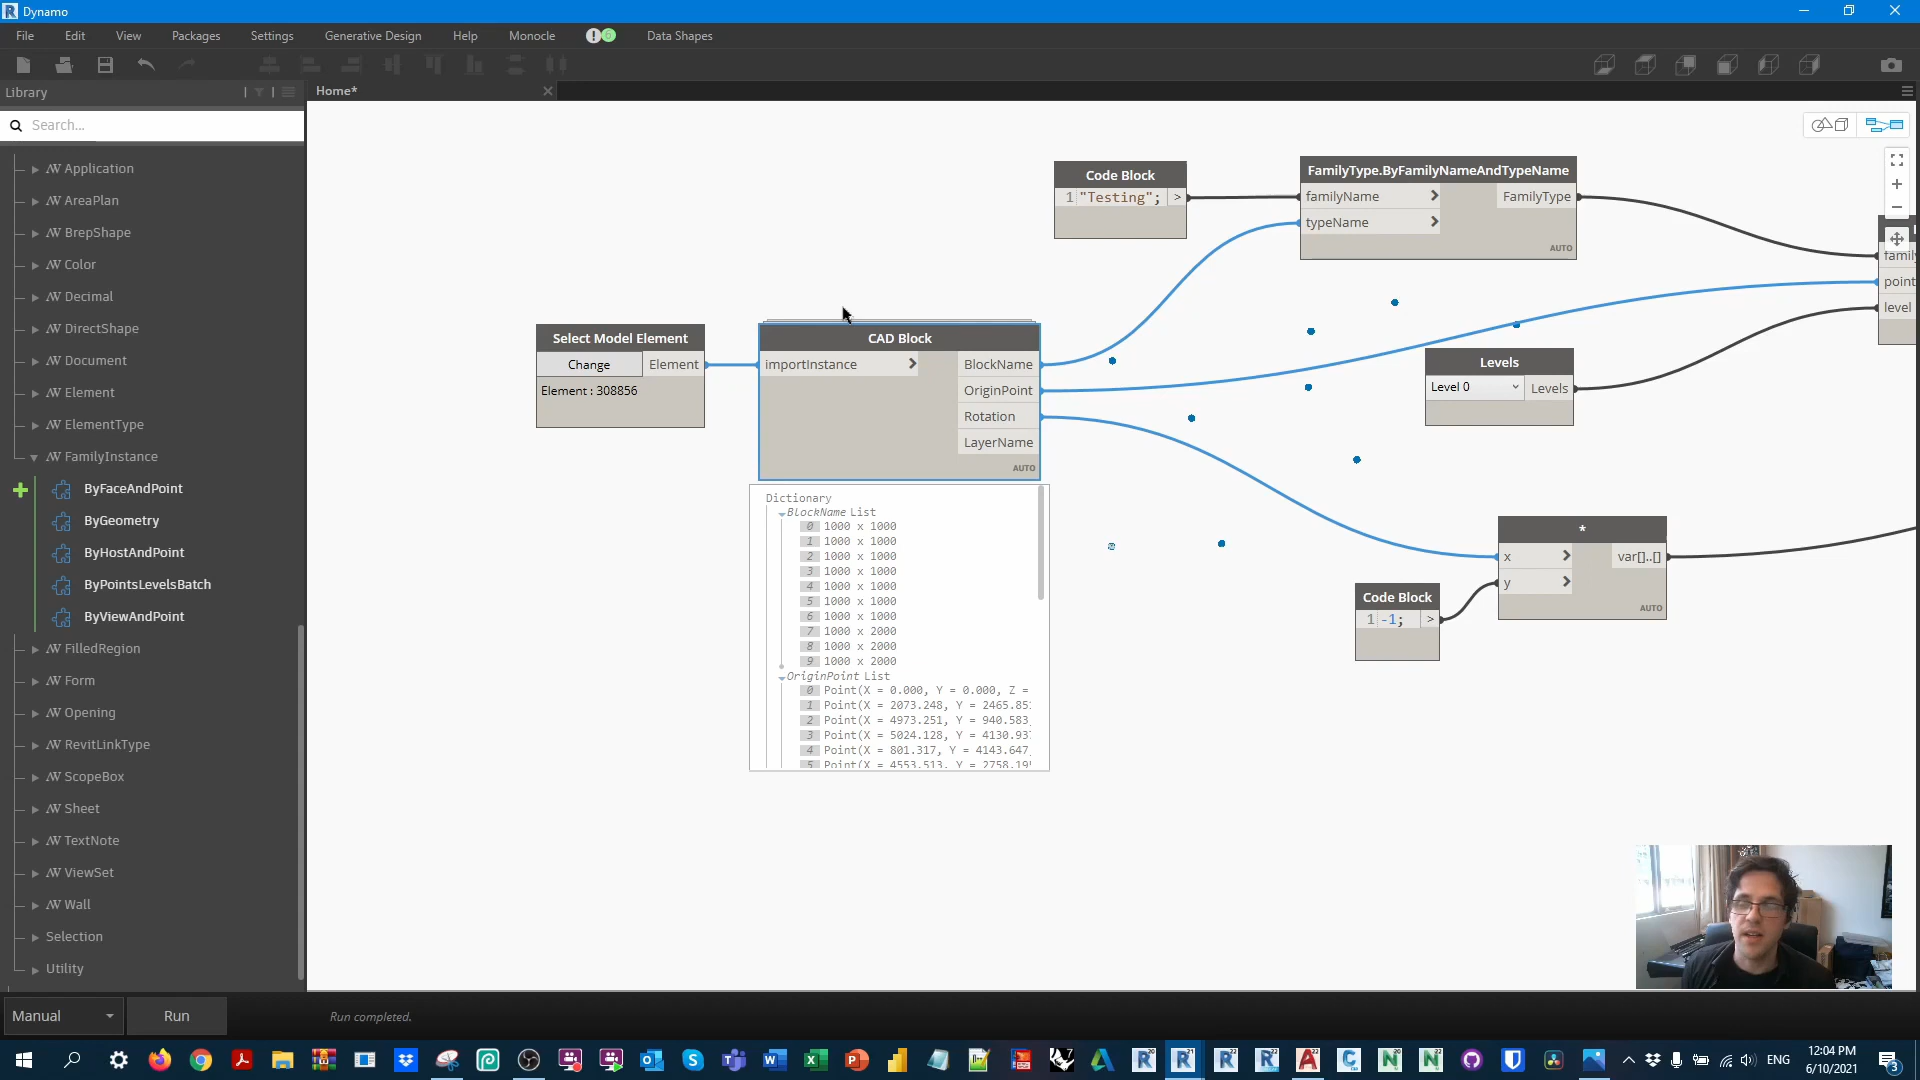 Dynamo
File Edit View Packages Settings Generative Design Help Monocle Data Shapes
Library
Home*
Search...
Application
AreaPlan
BrepShape
Color
Decimal
DirectShape
Document
Element
ElementType
FamilyInstance
ByFaceAndPoint
ByGeometry
ByHostAndPoint
ByPointsLevelsBatch
ByViewAndPoint
FilledRegion
Form
Opening
RevitLinkType
ScopeBox
Sheet
TextNote
ViewSet
Wall
Selection
Utility
Manual
Run
Run completed.
Select Model Element
Change Element
Element : 308856
CAD Block
importInstance > BlockName
OriginPoint
Rotation
LayerName
AUTO
Dictionary
BlockName List
0 1000 x 1000
1 1000 x 1000
2 1000 x 1000
3 1000 x 1000
4 1000 x 1000
5 1000 x 1000
6 1000 x 1000
7 1000 x 2000
8 1000 x 2000
9 1000 x 2000
OriginPoint List
0 Point(X = 0.000, Y = 0.000, Z =
1 Point(X = 2073.248, Y = 2465.85
2 Point(X = 4973.251, Y = 940.583
3 Point(X = 5024.128, Y = 4130.93
4 Point(X = 801.317, Y = 4143.647
5 Point(X = 4553.513, Y = 2758.19
Code Block
1 "Testing"; >
FamilyType.ByFamilyNameAndTypeName
familyName > FamilyType
typeName >
AUTO
Levels
Level 0 Levels
famil
point
level
*
x > var[]..[]
y >
AUTO
Code Block
1 -1; >
ENG
12:04 PM
6/10/2021
3